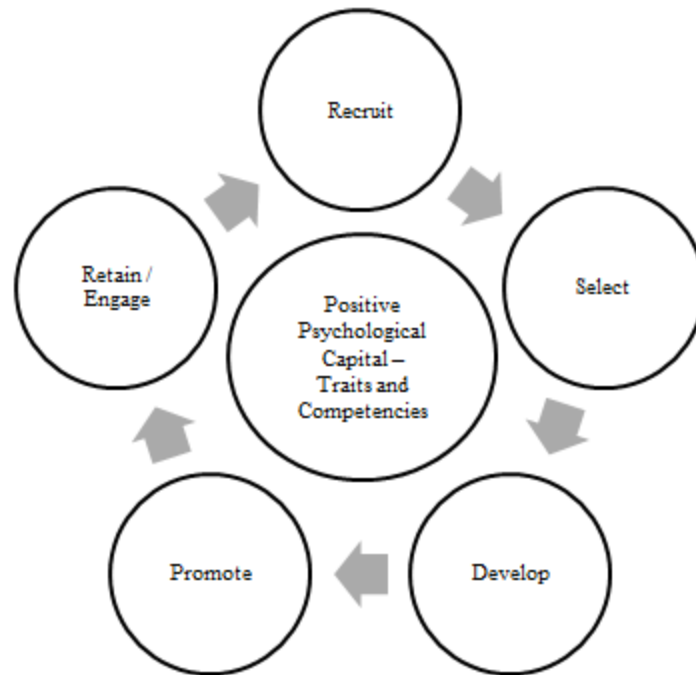 Recruit
Select
Develop
Promote
Retain /
Engage
Positive
Psychological
Capital –
Traits and
Competencies